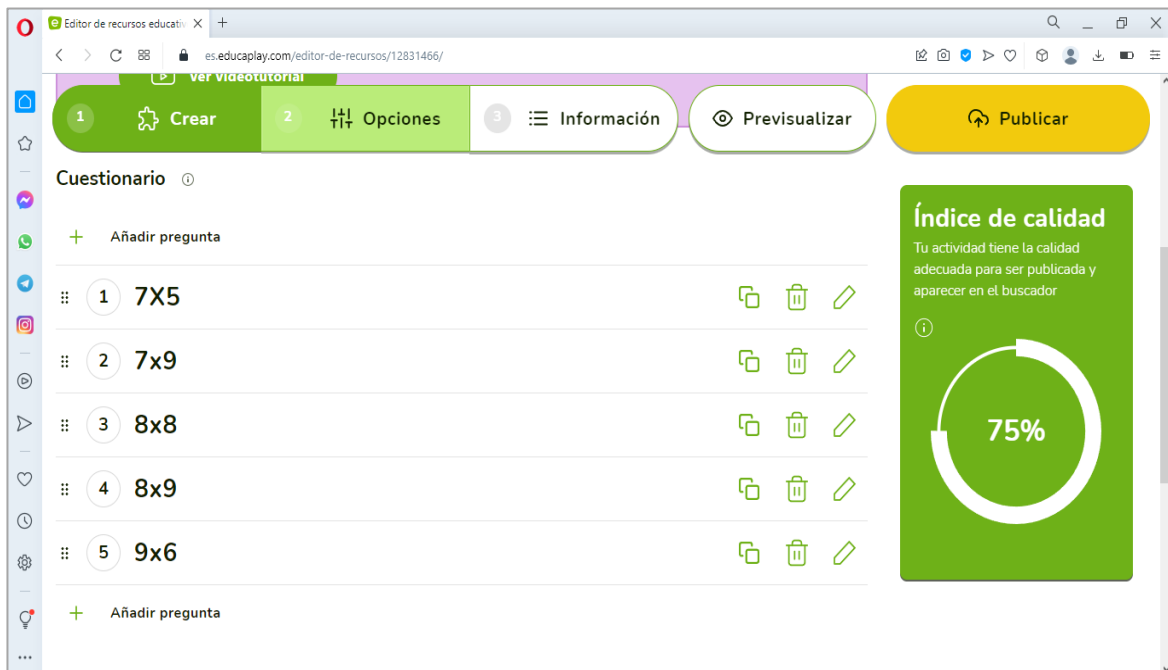 Editor de recursos educativ
es.educaplay.com/editor-de-recursos/12831466/
Ver videotutorial
1 Crear
2 Opciones
3 Información
Previsualizar
Publicar
Cuestionario
Añadir pregunta
1 7X5
2 7x9
3 8x8
4 8x9
5 9x6
Añadir pregunta
Índice de calidad
Tu actividad tiene la calidad
adecuada para ser publicada y
aparecer en el buscador
75%